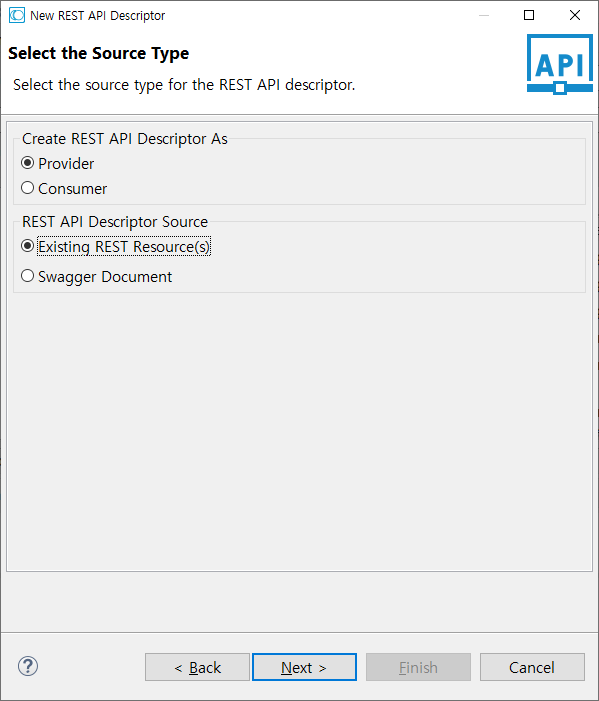 New REST API Descriptor
Select the Source Type
Select the source type for the REST API descriptor.
API
Create REST API Descriptor As
Provider
Consumer
REST API Descriptor Source
Existing REST Resource(s)
Swagger Document
?
< Back
Next >
Finish
Cancel